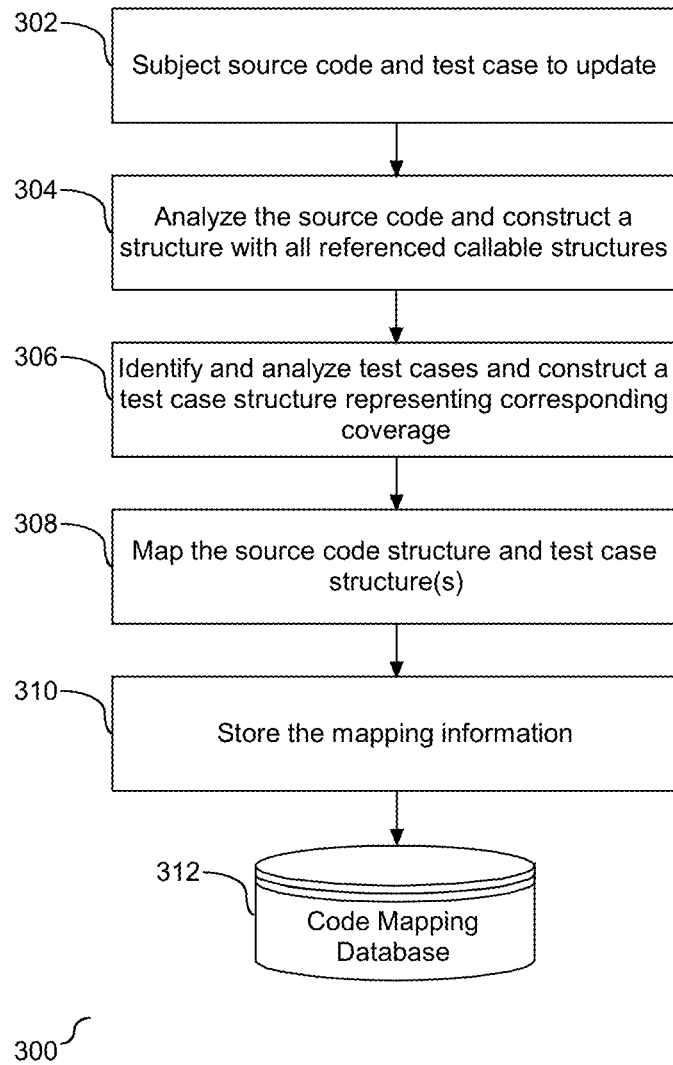 302
Subject source code and test case to update
304
Analyze the source code and construct a
structure with all referenced callable structures
306
Identify and analyze test cases and construct a
test case structure representing corresponding
coverage
308
Map the source code structure and test case
structure(s)
310
Store the mapping information
312
Code Mapping
Database
300